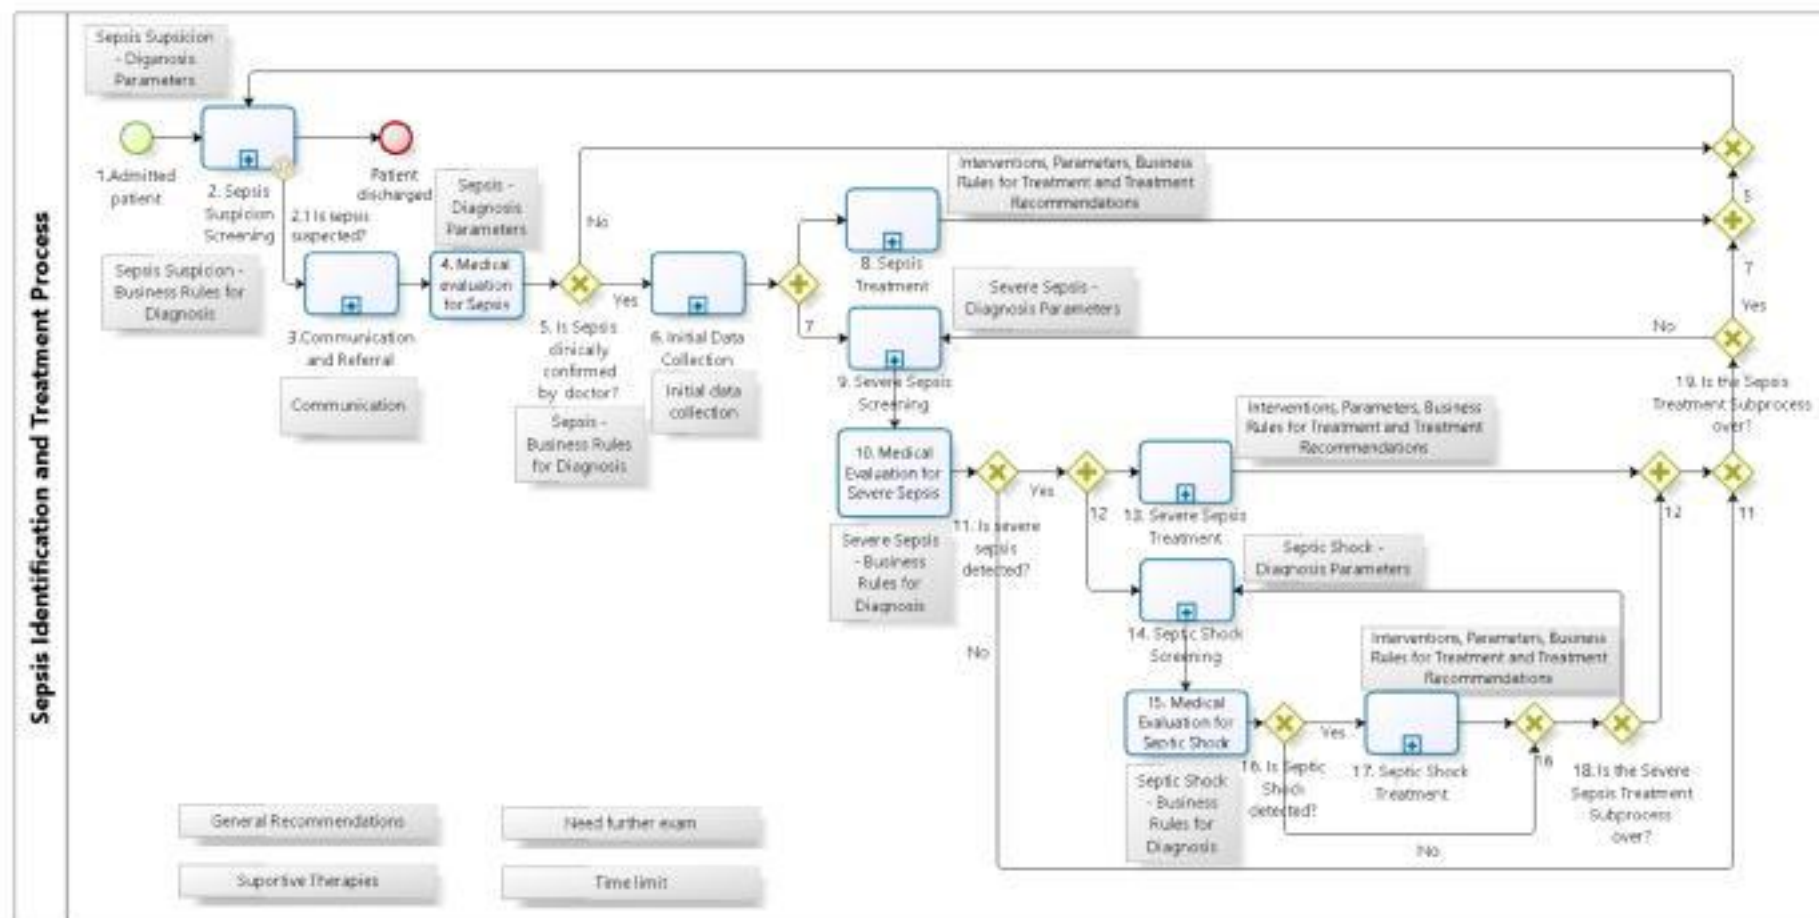 Sepsis Identification and Treatment Process
Sepsis Supsicion
- Diganosis
Parameters
1.Admitted
patient
2. Sepsis
Suspicion
Screening
2.1 Is sepsis
suspected?
Patient
discharged
Sepsis Suspicion -
Business Rules for
Diagnosis
3.Communication
and Referral
Communication
Sepsis -
Diagnosis
Parameters
4. Medical
evaluation
for Sepsis
No
Yes
5. Is Sepsis
clinically
confirmed
by doctor?
Sepsis -
Business Rules
for Diagnosis
6. Initial Data
Collection
Initial data
collection
7
8. Sepsis
Treatment
Interventions, Parameters, Business
Rules for Treatment and Treatment
Recommendations
5
7
Yes
No
Severe Sepsis -
Diagnosis Parameters
9. Severe Sepsis
Screening
19. Is the Sepsis
Treatment Subprocess
over?
10. Medical
Evaluation for
Severe Sepsis
Severe Sepsis
- Business
Rules for
Diagnosis
11. Is severe
sepsis
detected?
Yes
No
12
13. Severe Sepsis
Treatment
Interventions, Parameters, Business
Rules for Treatment and Treatment
Recommendations
12
11
Septic Shock -
Diagnosis Parameters
14. Septic Shock
Screening
15. Medical
Evaluation for
Septic Shock
Septic Shock
- Business
Rules for
Diagnosis
16. Is Septic
Shock
detected?
Yes
No
17. Septic Shock
Treatment
Interventions, Parameters, Business
Rules for Treatment and Treatment
Recommendations
16
18. Is the Severe
Sepsis Treatment
Subprocess
over?
General Recommendations
Need further exam
Suportive Therapies
Time limit